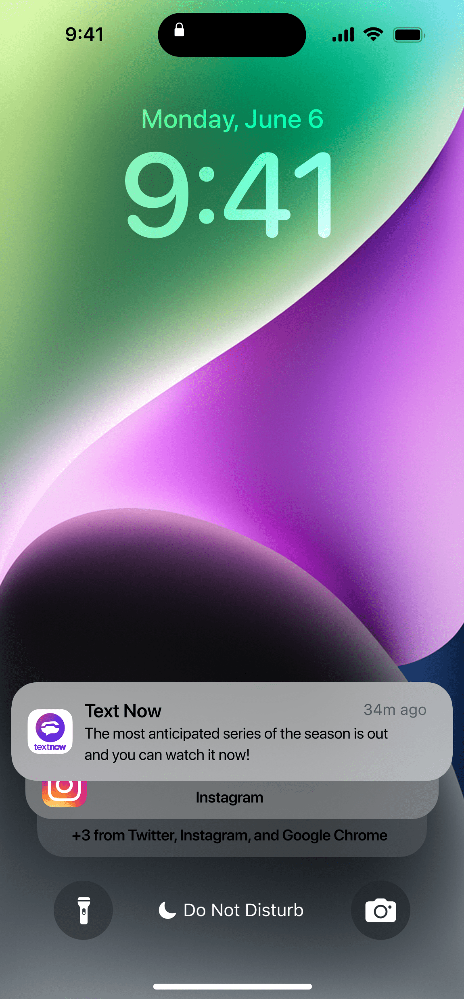 9:41
Monday, June 6
9:41
Text Now
34m ago
The most anticipated series of the season is out
and you can watch it now!
textnow
Instagram
+3 from Twitter, Instagram, and Google Chrome
Do Not Disturb